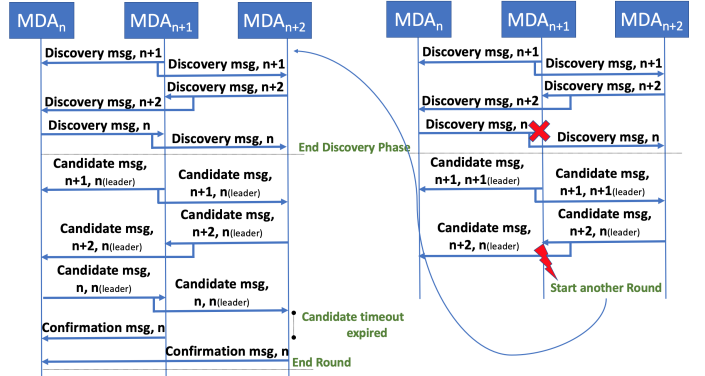 MDAn MDAn+1 MDAn+2
Discovery msg, n+1
Discovery msg, n+1
Discovery msg, n+2
Discovery msg, n+2
Discovery msg, n
Discovery msg, n
End Discovery Phase
Candidate msg,
n+1, n(leader)
Candidate msg,
n+1, n(leader)
Candidate msg,
n+2, n(leader)
Candidate msg,
n+2, n(leader)
Candidate msg,
n, n(leader)
Candidate msg,
n, n(leader)
Candidate timeout
expired
Confirmation msg, n
Confirmation msg, n
End Round
MDAn MDAn+1 MDAn+2
Discovery msg, n+1
Discovery msg, n+1
Discovery msg, n+2
Discovery msg, n+2
Discovery msg, n
Discovery msg, n
Candidate msg,
n+1, n+1(leader)
Candidate msg,
n+1, n+1(leader)
Candidate msg,
n+2, n(leader)
Candidate msg,
n+2, n(leader)
Start another Round